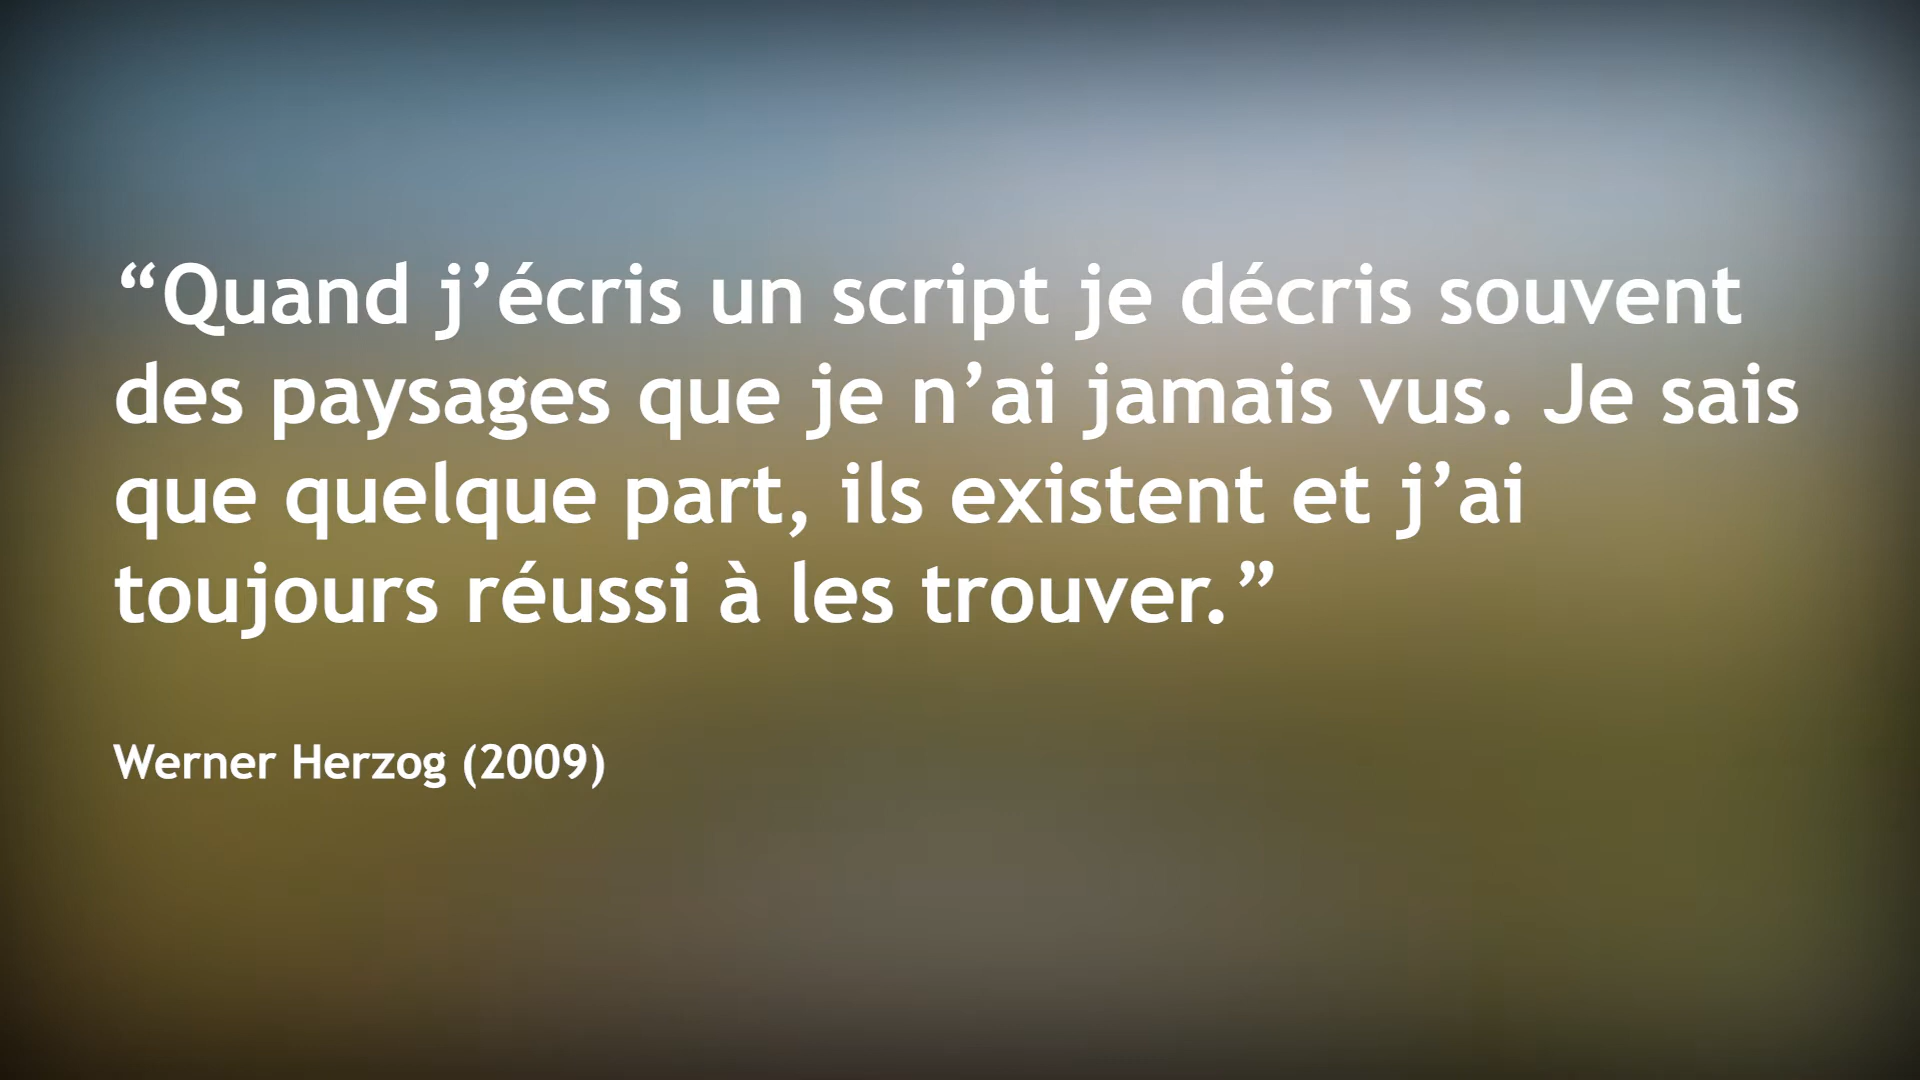 “Quand j’écris un script je décris souvent
des paysages que je n’ai jamais vus. Je sais
que quelque part, ils existent et j’ai
toujours réussi à les trouver.”
Werner Herzog (2009)